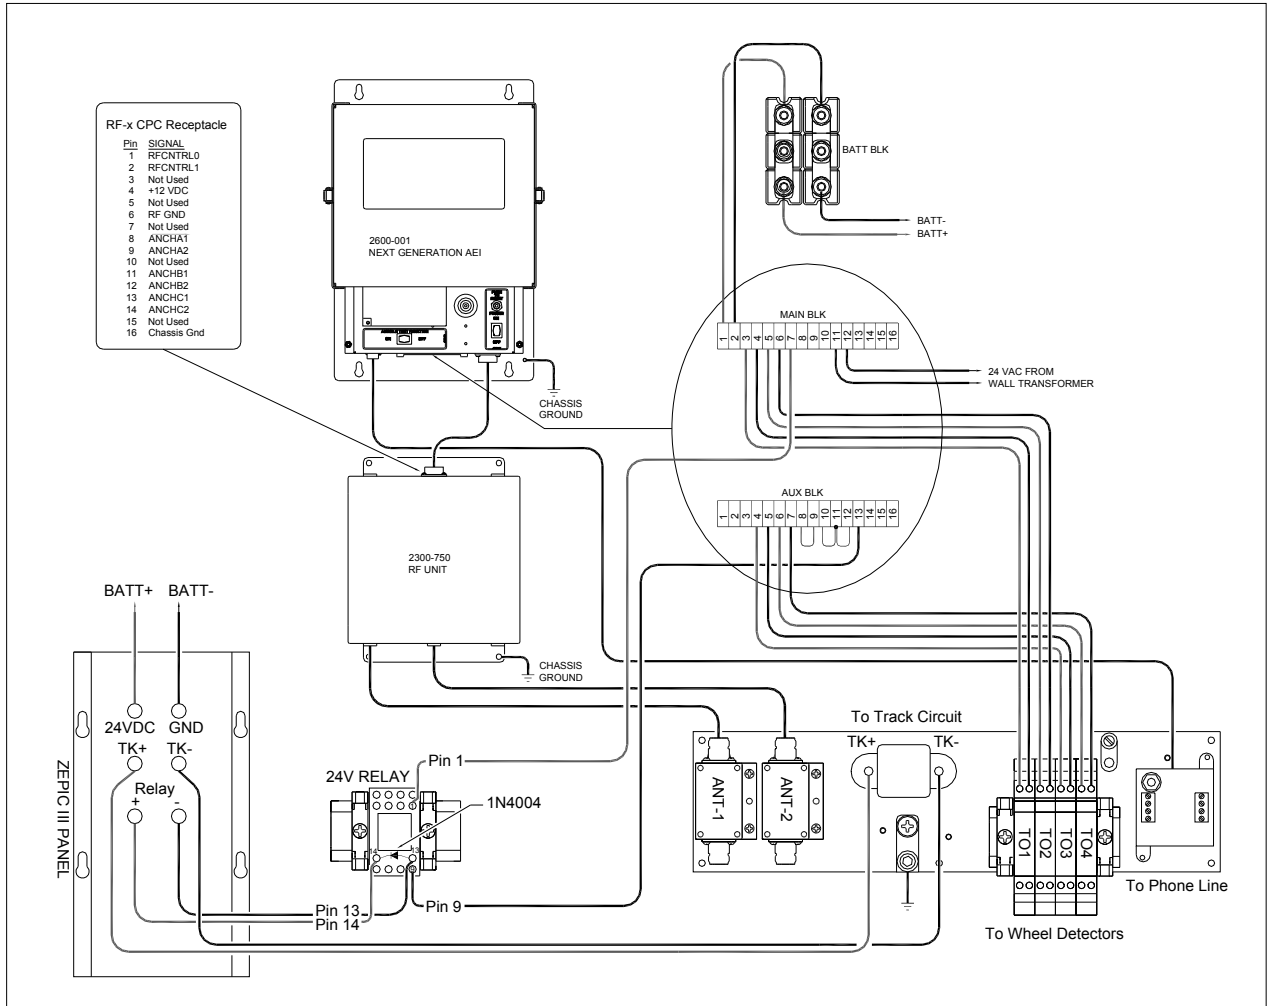 RF-x CPC Receptacle
Pin SIGNAL
1 RFCNTRL0
2 RFCNTRL1
3 Not Used
4 +12 VDC
5 Not Used
6 RF GND
7 Not Used
8 ANCHA1
9 ANCHA2
10 Not Used
11 ANCHB1
12 ANCHB2
13 ANCHC1
14 ANCHC2
15 Not Used
16 Chassis Gnd
2600-001
NEXT GENERATION AEI
ON OFF
ON
OFF
CHASSIS
GROUND
BATT BLK
BATT-
BATT+
MAIN BLK
1 2 3 4 5 6 7 8 9 10 11 12 13 14 15 16
24 VAC FROM
WALL TRANSFORMER
AUX BLK
1 2 3 4 5 6 7 8 9 10 11 12 13 14 15 16
2300-750
RF UNIT
CHASSIS
GROUND
BATT+ BATT-
24VDC GND
TK+ TK-
Relay
+ -
ZEPIC III PANEL
24V RELAY
Pin 1
1N4004
14 13
Pin 13
Pin 14
Pin 9
To Track Circuit
TK+ TK-
ANT-1
ANT-2
TO1
TO2
TO3
TO4
To Phone Line
To Wheel Detectors